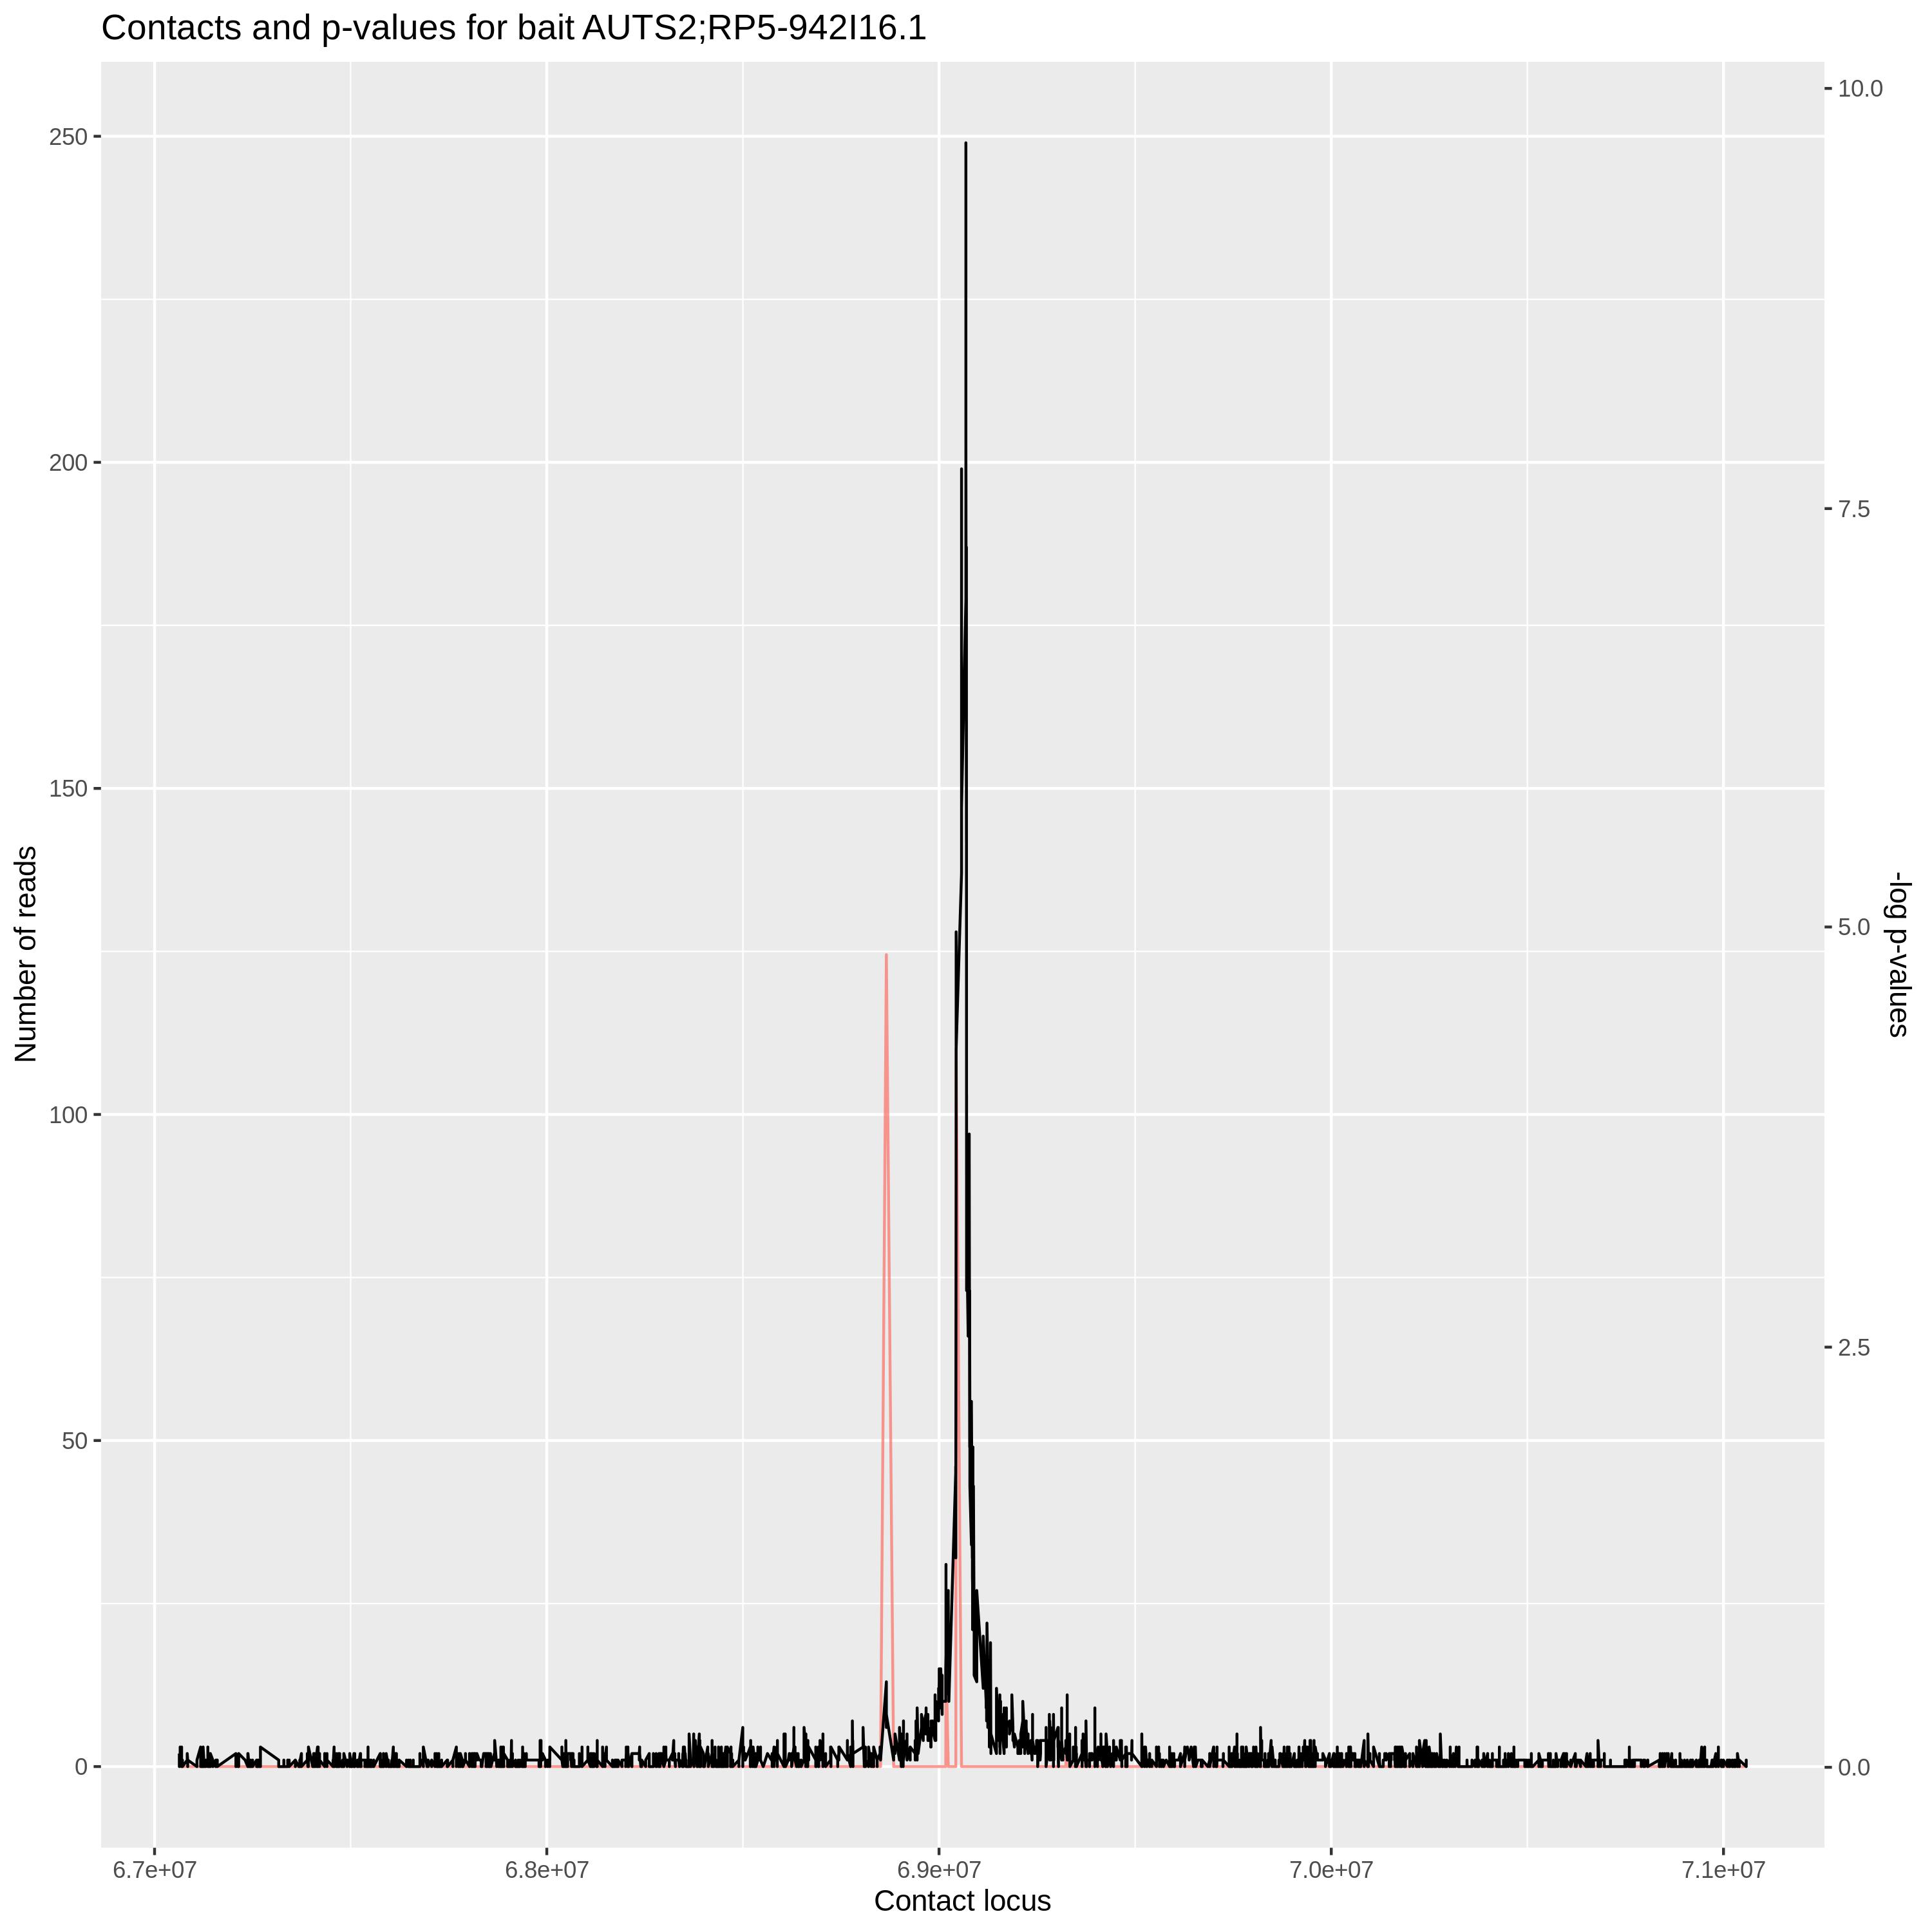 Contacts and p-values for bait AUTS2;RP5-942I16.1
250
200
150
100
50
0
Number of reads
10.0
7.5
5.0
2.5
0.0
-log p-values
6.7e+07 6.8e+07 6.9e+07 7.0e+07 7.1e+07
Contact locus